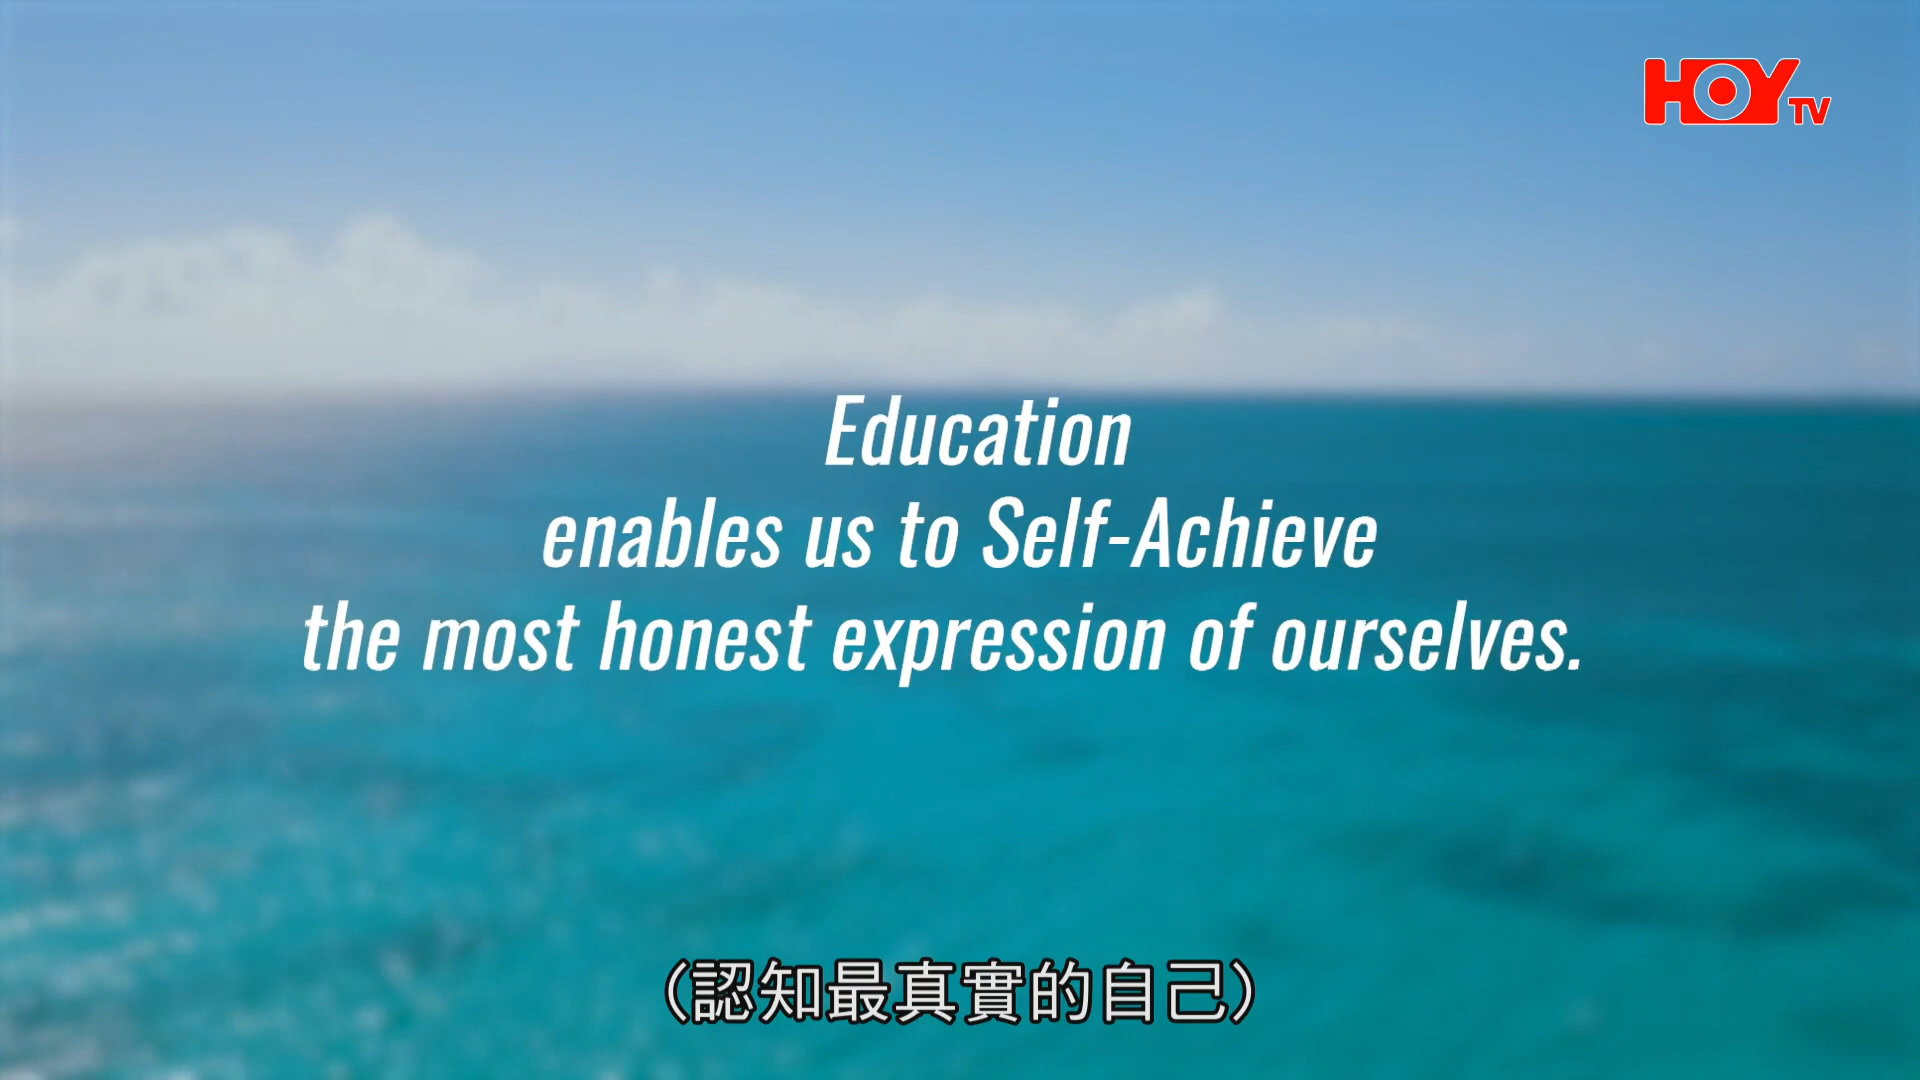 HOY TV
Education
enables us to Self-Achieve
the most honest expression of ourselves.
（認知最真實的自己）